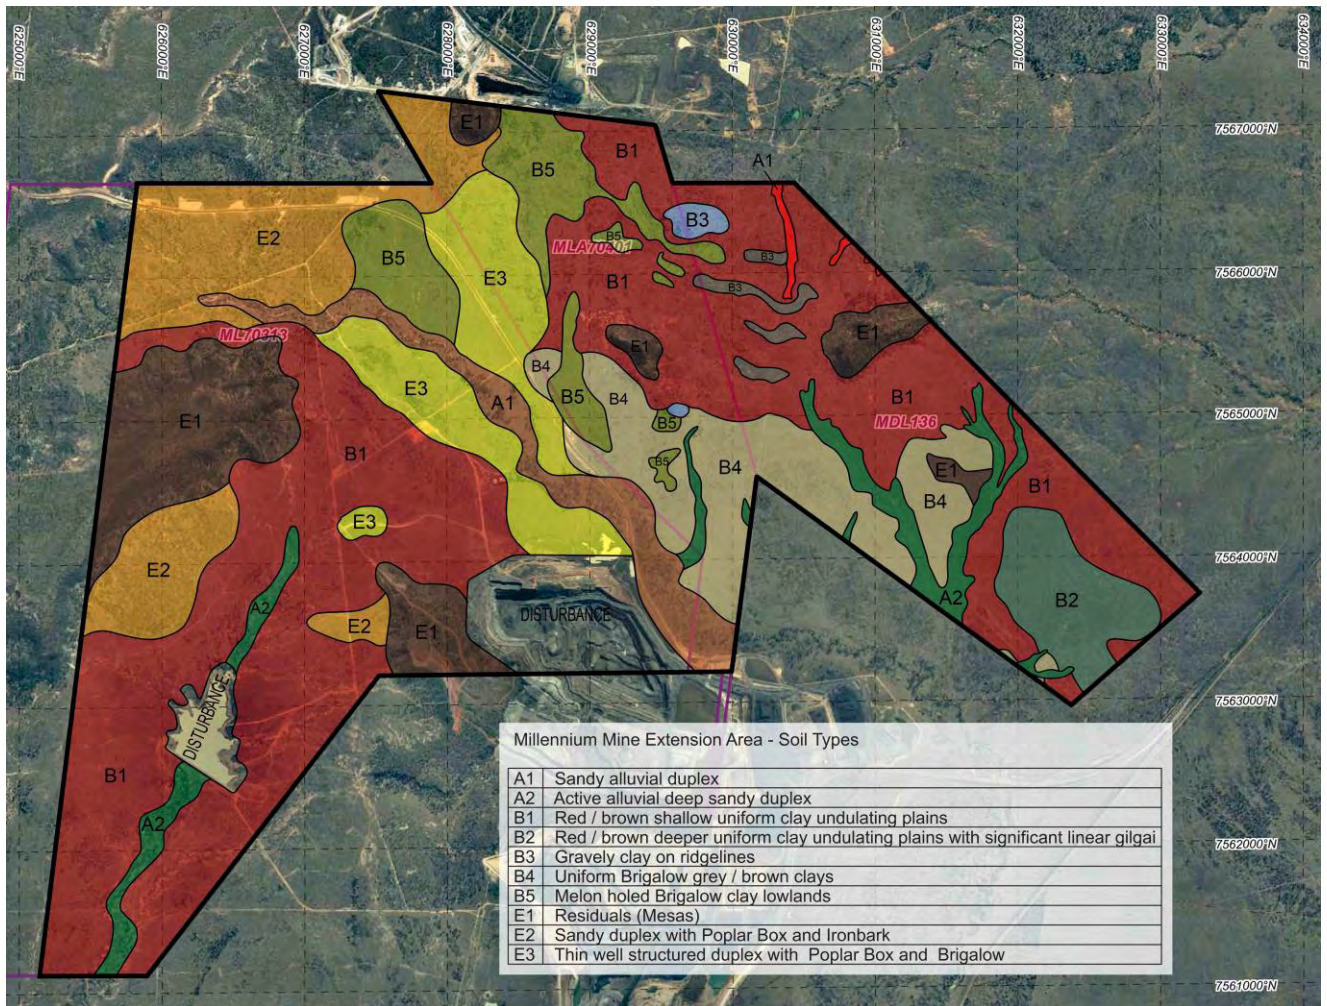 625000°E
626000°E
627000°E
628000°E
629000°E
630000°E
631000°E
632000°E
633000°E
634000°E
7567000°N
7566000°N
7565000°N
7564000°N
7563000°N
7562000°N
7561000°N
E1
B1
A1
B5
E2
B3
B5
B5
MLA70401
B3
E3
B1
B3
ML70313
E1
E1
E3
B4
B5
B4
A1
B1
MDL136
E1
B5
B1
B5
B4
E1
B4
B1
E3
E2
A2
A2
B2
DISTURBANCE
E2
E1
DISTURBANCE
B1
A2
Millennium Mine Extension Area - Soil Types
A1 Sandy alluvial duplex
A2 Active alluvial deep sandy duplex
B1 Red / brown shallow uniform clay undulating plains
B2 Red / brown deeper uniform clay undulating plains with significant linear gilgai
B3 Gravely clay on ridgelines
B4 Uniform Brigalow grey / brown clays
B5 Melon holed Brigalow clay lowlands
E1 Residuals (Mesas)
E2 Sandy duplex with Poplar Box and Ironbark
E3 Thin well structured duplex with Poplar Box and Brigalow